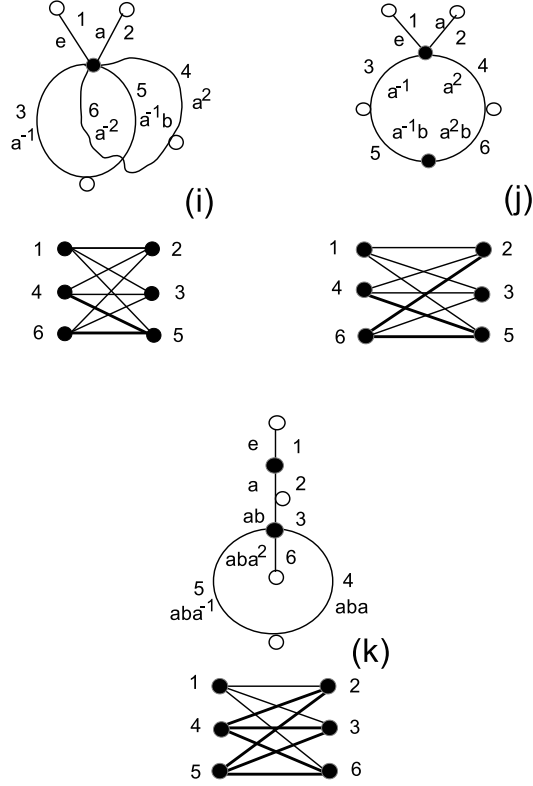 1 a 2
e
3 6 5 4
a^-1 a^-2 a^-1b a^2
(i)
1 a
e 2
3 4
a^-1 a^2
a^-1b a^2b
5 6
(j)
1 2
4 3
6 5
1 2
4 3
6 5
e 1
a 2
ab 3
aba^2 6
5 4
aba^-1 aba
(k)
1 2
4 3
5 6